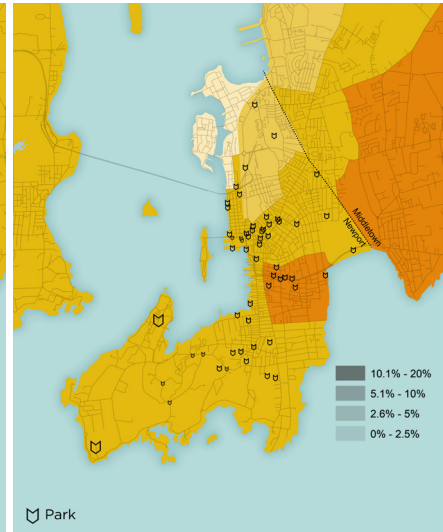 Middletown
Newport
10.1% - 20%
5.1% - 10%
2.6% - 5%
0% - 2.5%
Park